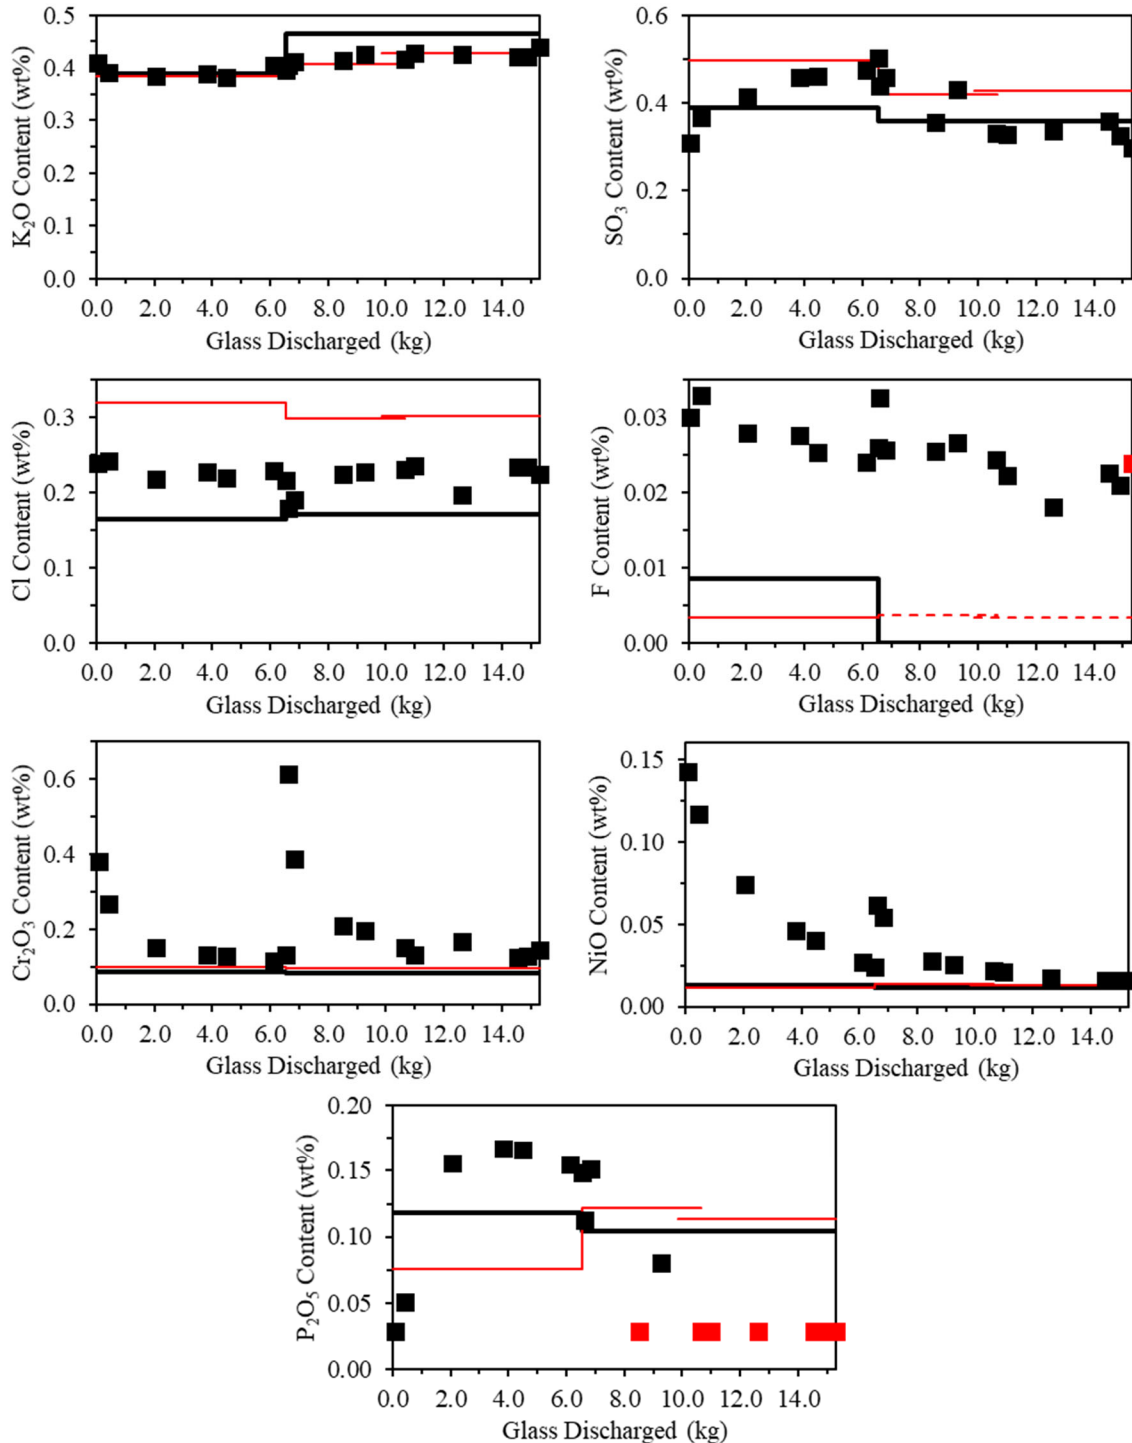 K₂O Content (wt%)
0.5
0.4
0.3
0.2
0.1
0.0
0.0 2.0 4.0 6.0 8.0 10.0 12.0 14.0
Glass Discharged (kg)
SO₃ Content (wt%)
0.6
0.4
0.2
0.0
0.0 2.0 4.0 6.0 8.0 10.0 12.0 14.0
Glass Discharged (kg)
Cl Content (wt%)
0.3
0.2
0.1
0.0
0.0 2.0 4.0 6.0 8.0 10.0 12.0 14.0
Glass Discharged (kg)
F Content (wt%)
0.03
0.02
0.01
0.00
0.0 2.0 4.0 6.0 8.0 10.0 12.0 14.0
Glass Discharged (kg)
Cr₂O₃ Content (wt%)
0.6
0.4
0.2
0.0
0.0 2.0 4.0 6.0 8.0 10.0 12.0 14.0
Glass Discharged (kg)
NiO Content (wt%)
0.15
0.10
0.05
0.00
0.0 2.0 4.0 6.0 8.0 10.0 12.0 14.0
Glass Discharged (kg)
P₂O₅ Content (wt%)
0.20
0.15
0.10
0.05
0.00
0.0 2.0 4.0 6.0 8.0 10.0 12.0 14.0
Glass Discharged (kg)